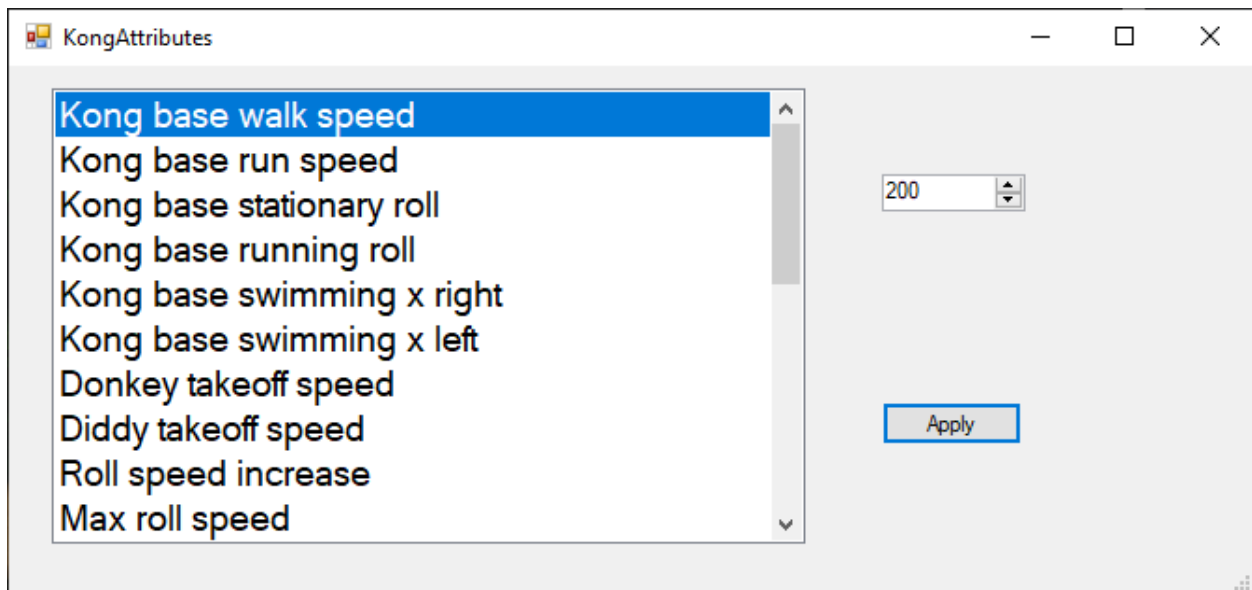 KongAttributes
Kong base walk speed
Kong base run speed
Kong base stationary roll
Kong base running roll
Kong base swimming x right
Kong base swimming x left
Donkey takeoff speed
Diddy takeoff speed
Roll speed increase
Max roll speed
200
Apply